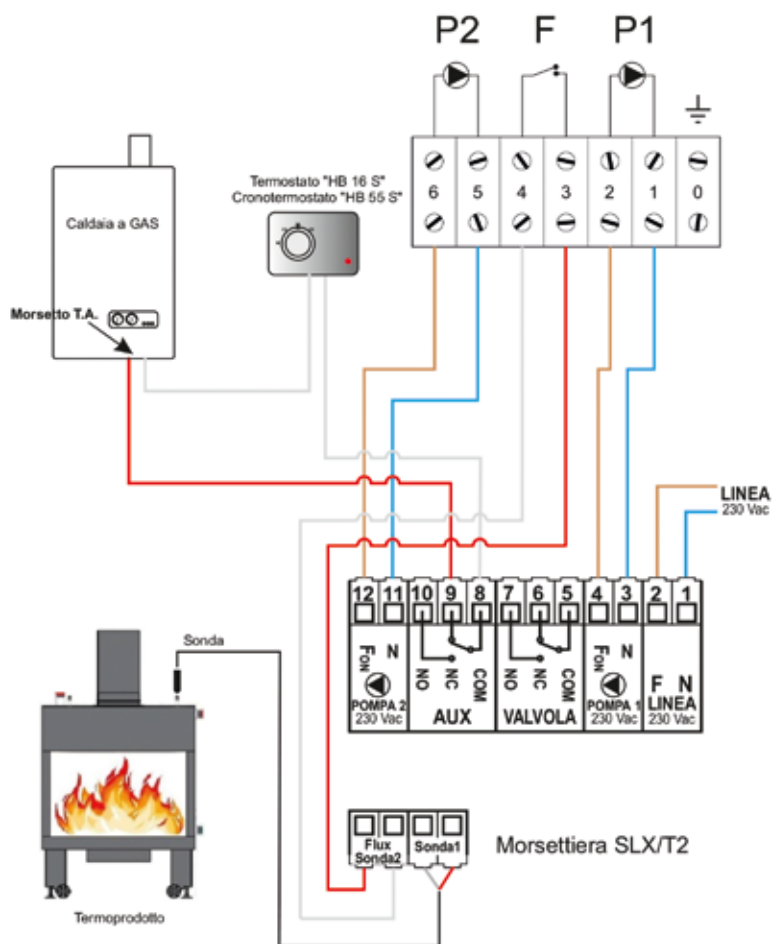 P2 F P1
6 5 4 3 2 1 0
Caldaia a GAS
Termostato "HB 16 S"
Cronotermostato "HB 55 S"
Morsetto T.A.
LINEA
230 Vac
12 11 10 9 8 7 6 5 4 3 2 1
FON N
POMPA 2
230 Vac
NO NC COM
AUX
NO NC COM
VALVOLA
FON N
POMPA 1
230 Vac
F N
LINEA
230 Vac
Sonda
Flux
Sonda2
Sonda1
Morsettiera SLX/T2
Termoprodotto